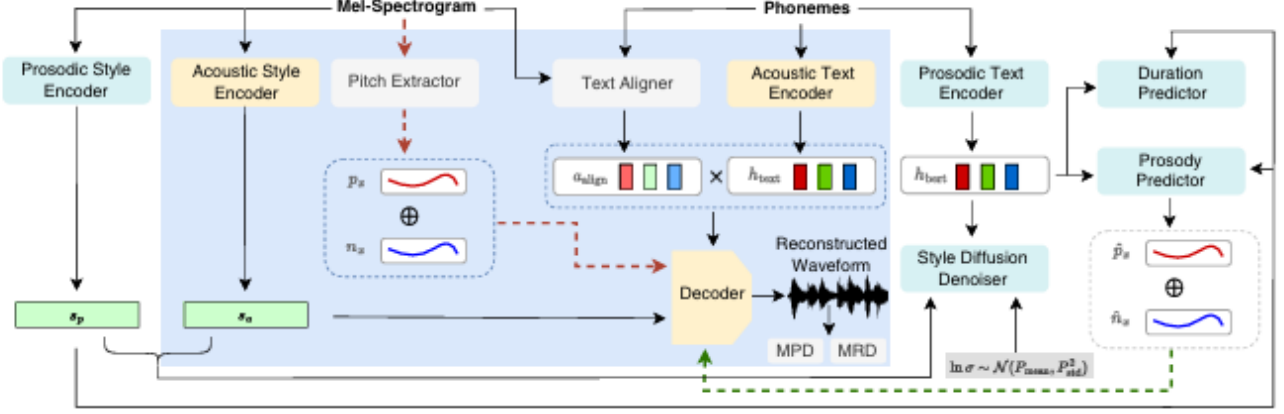 Mel-Spectrogram
Phonemes
Prosodic Style
Encoder
Acoustic Style
Encoder
Pitch Extractor
Text Aligner
Acoustic Text
Encoder
Prosodic Text
Encoder
Duration
Predictor
Prosody
Predictor
a_align
×
h_text
h_bert
p_x
⊕
n_x
Decoder
Reconstructed
Waveform
Style Diffusion
Denoiser
p̂_x
⊕
n̂_x
s_p
s_a
MPD
MRD
ln σ ∼ N(P_mean, P²_std)